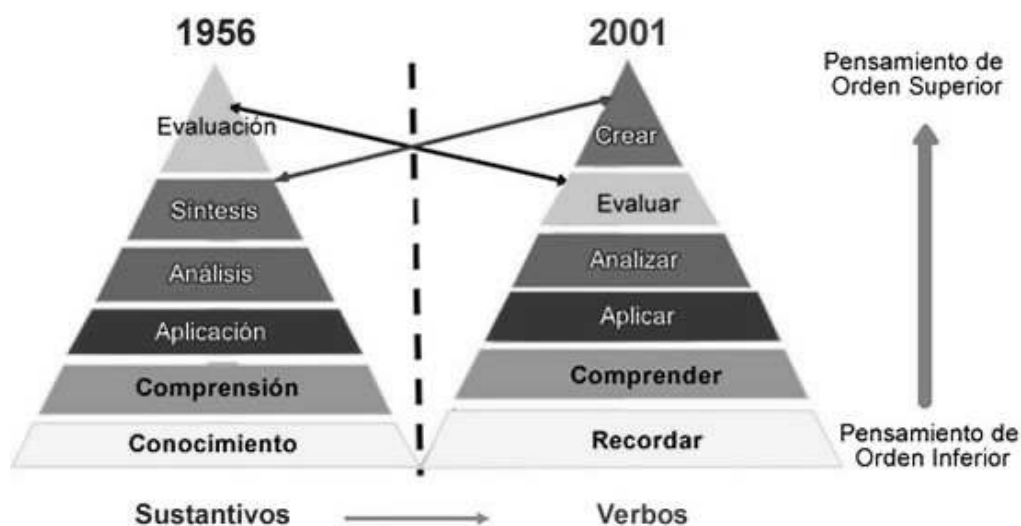 1956
2001
Pensamiento de
Orden Superior
Evaluación
Crear
Síntesis
Evaluar
Análisis
Analizar
Aplicación
Aplicar
Comprensión
Comprender
Conocimiento
Recordar
Pensamiento de
Orden Inferior
Sustantivos
Verbos